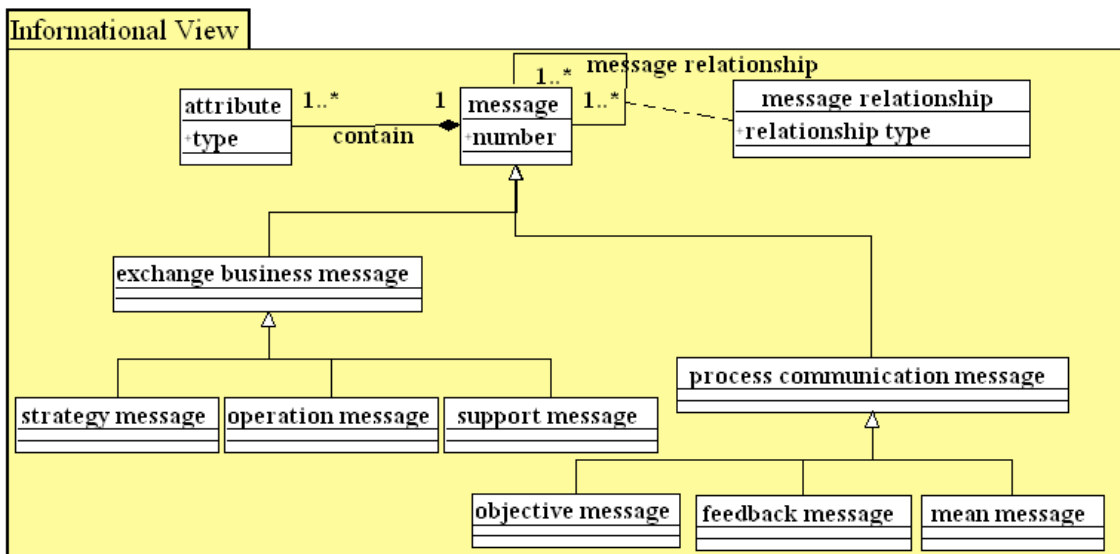 Informational View
message relationship
1..*
attribute
1..*
1
message
1..*
message relationship
+type
contain
+number
+relationship type
exchange business message
process communication message
strategy message
operation message
support message
objective message
feedback message
mean message